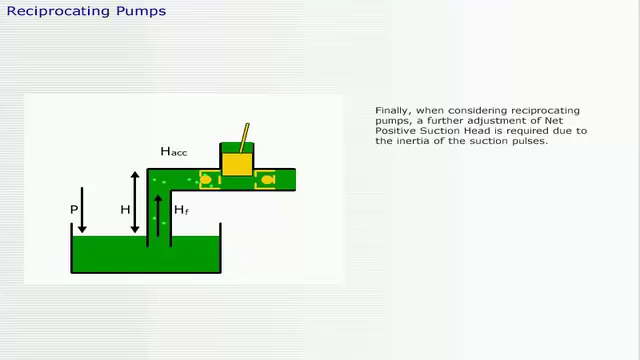 Reciprocating Pumps
Finally, when considering reciprocating
pumps, a further adjustment of Net
Positive Suction Head is required due to
the inertia of the suction pulses.
Hacc
P
H
Hf